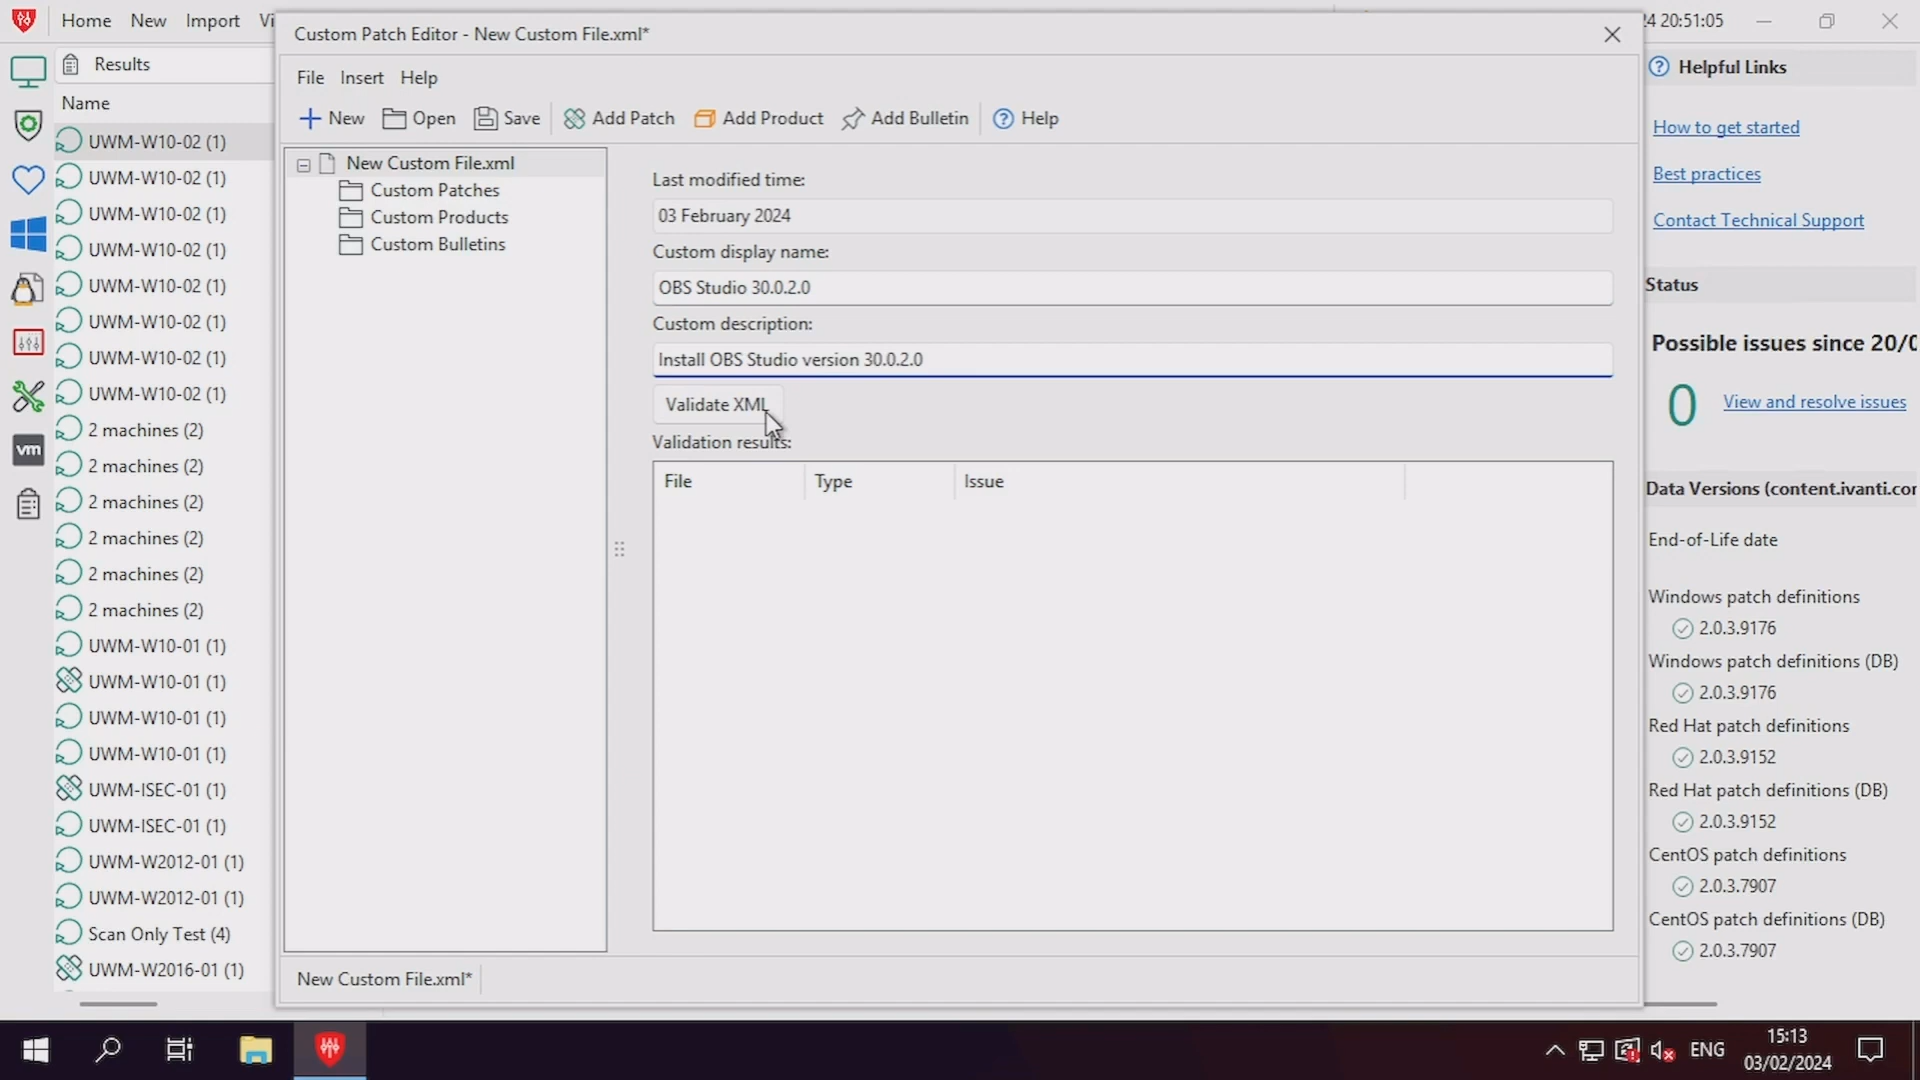 Home New Import Vi
Custom Patch Editor - New Custom File.xml*
4 20:51:05
Results
Name
UWM-W10-02 (1)
UWM-W10-02 (1)
UWM-W10-02 (1)
UWM-W10-02 (1)
UWM-W10-02 (1)
UWM-W10-02 (1)
UWM-W10-02 (1)
UWM-W10-02 (1)
2 machines (2)
2 machines (2)
2 machines (2)
2 machines (2)
2 machines (2)
2 machines (2)
UWM-W10-01 (1)
UWM-W10-01 (1)
UWM-W10-01 (1)
UWM-W10-01 (1)
UWM-ISEC-01 (1)
UWM-ISEC-01 (1)
UWM-W2012-01 (1)
UWM-W2012-01 (1)
Scan Only Test (4)
UWM-W2016-01 (1)
vm
File Insert Help
New Open Save Add Patch Add Product Add Bulletin Help
New Custom File.xml
Custom Patches
Custom Products
Custom Bulletins
Last modified time:
03 February 2024
Custom display name:
OBS Studio 30.0.2.0
Custom description:
Install OBS Studio version 30.0.2.0
Validate XML
Validation results:
File Type Issue
New Custom File.xml*
Helpful Links
How to get started
Best practices
Contact Technical Support
Status
Possible issues since 20/0
0 View and resolve issues
Data Versions (content.ivanti.cor
End-of-Life date
Windows patch definitions
2.0.3.9176
Windows patch definitions (DB)
2.0.3.9176
Red Hat patch definitions
2.0.3.9152
Red Hat patch definitions (DB)
2.0.3.9152
CentOS patch definitions
2.0.3.7907
CentOS patch definitions (DB)
2.0.3.7907
ENG
15:13
03/02/2024